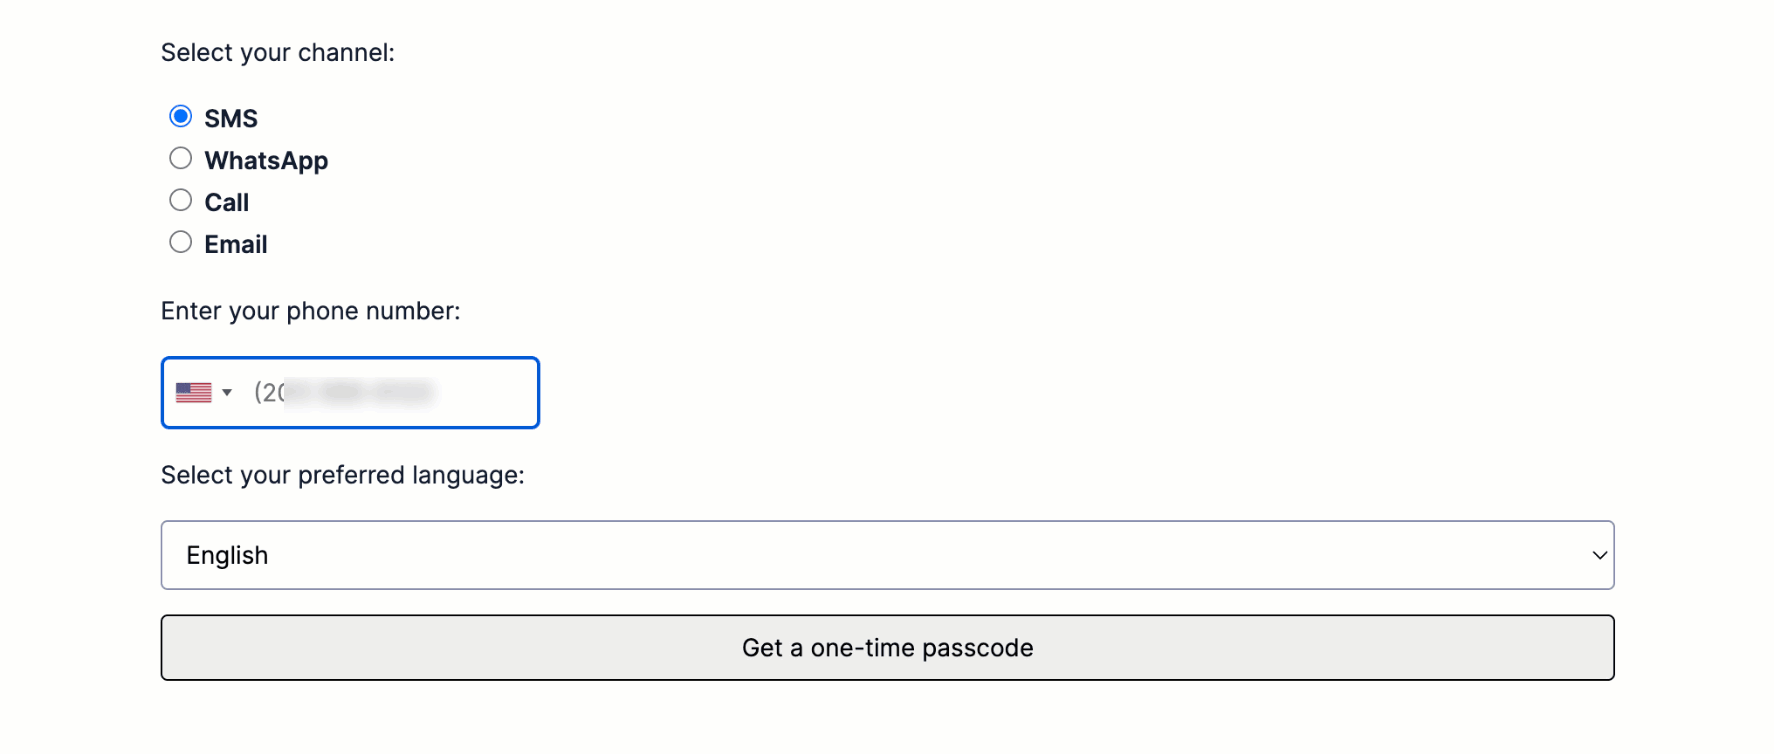 Select your channel:
SMS
WhatsApp
Call
Email
Enter your phone number:
(20
Select your preferred language:
English
Get a one-time passcode